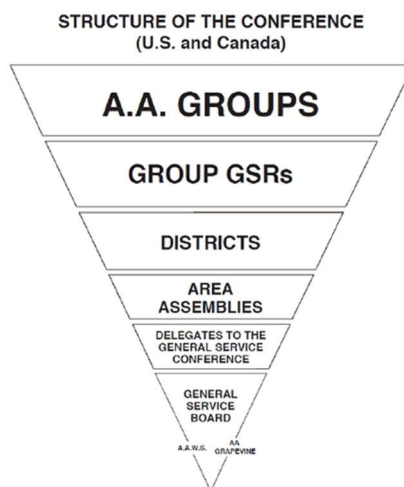 STRUCTURE OF THE CONFERENCE
(U.S. and Canada)
A.A. GROUPS
GROUP GSRs
DISTRICTS
AREA
ASSEMBLIES
DELEGATES TO THE
GENERAL SERVICE
CONFERENCE
GENERAL
SERVICE
BOARD
A.A.W.S.
AA
GRAPEVINE